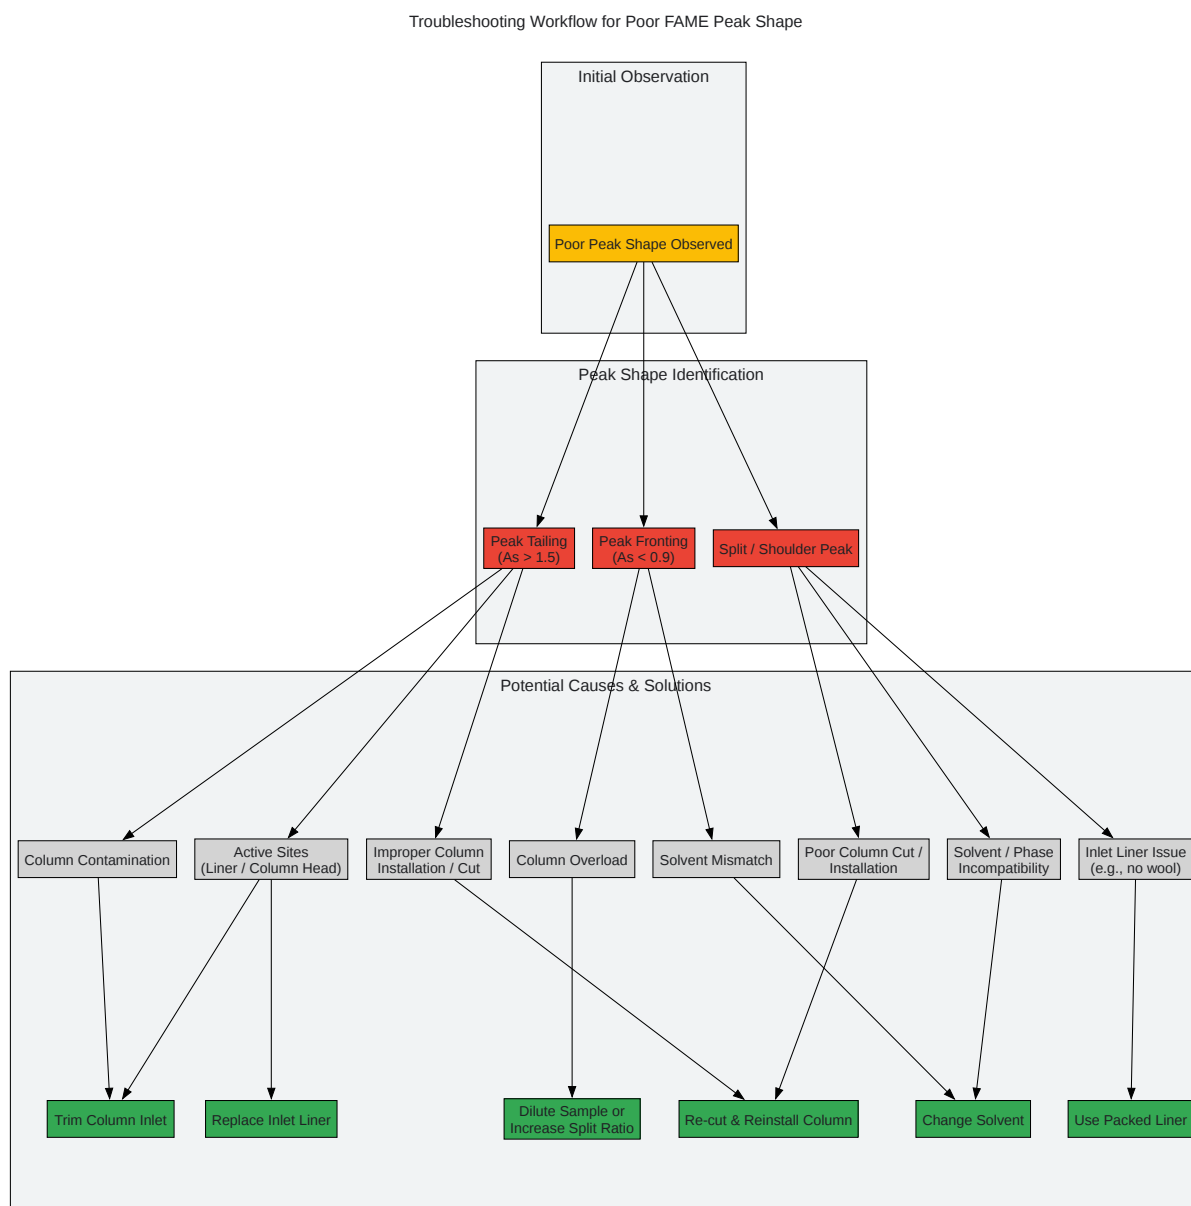 Troubleshooting Workflow for Poor FAME Peak Shape
Initial Observation
Poor Peak Shape Observed
Peak Shape Identification
Peak Tailing
(As > 1.5)
Peak Fronting
(As < 0.9)
Split / Shoulder Peak
Potential Causes & Solutions
Column Contamination
Active Sites
(Liner / Column Head)
Improper Column
Installation / Cut
Column Overload
Solvent Mismatch
Poor Column Cut /
Installation
Solvent / Phase
Incompatibility
Inlet Liner Issue
(e.g., no wool)
Trim Column Inlet
Replace Inlet Liner
Dilute Sample or
Increase Split Ratio
Re-cut & Reinstall Column
Change Solvent
Use Packed Liner